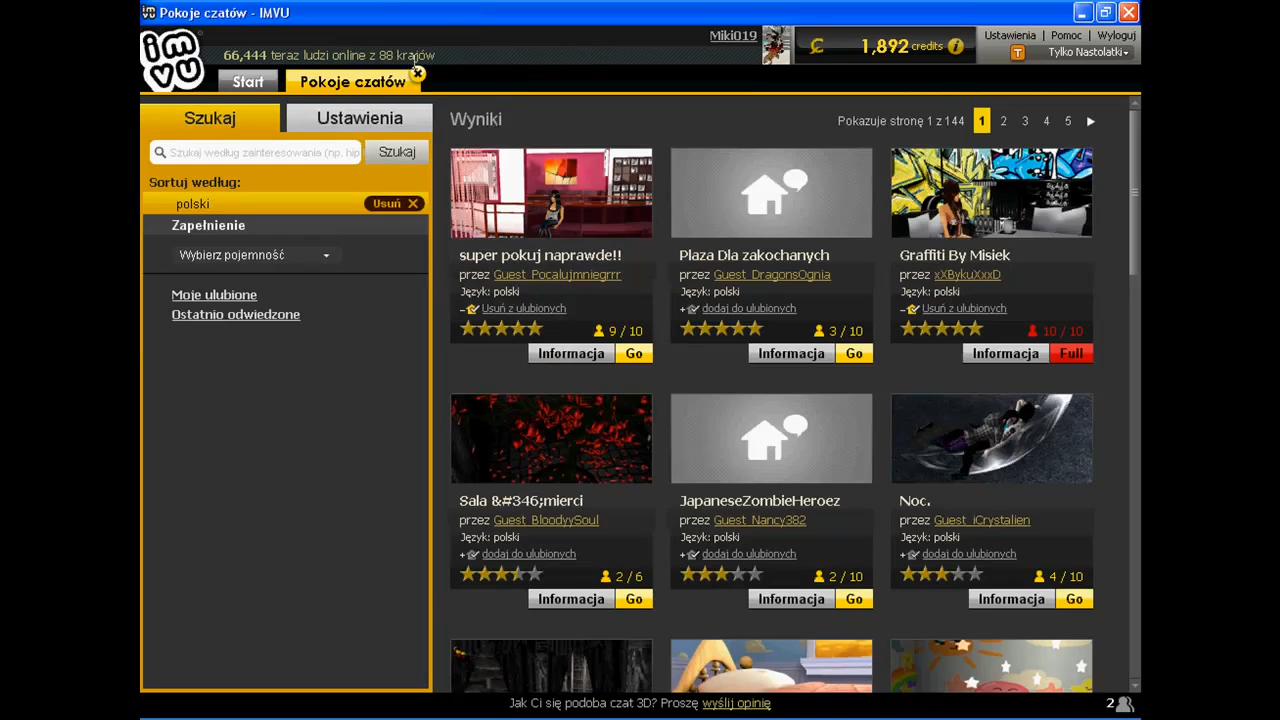 Pokoje czatów - IMVU
imvu
66,444 teraz ludzi online z 88 krajów
Miki019
1,892 credits
Ustawienia Pomoc Wyloguj
T Tylko Nastolatki
Start
Pokoje czatów
Szukaj
Ustawienia
Szukaj według zainteresowania (np. hip
Szukaj
Sortuj według:
polski
Usuń
Zapełnienie
Wybierz pojemność
Moje ulubione
Ostatnio odwiedzone
Wyniki
Pokazuje stronę 1 z 144 1 2 3 4 5
super pokuj naprawde!!
przez Guest_Pocalujmniegrrr
Język: polski
Usuń z ulubionych
9 / 10
Informacja Go
Plaza Dla zakochanych
przez Guest_DragonsOgnia
Język: polski
dodaj do ulubionych
3 / 10
Informacja Go
Graffiti By Misiek
przez xXBykuXxxD
Język: polski
Usuń z ulubionych
10 / 10
Informacja Full
Sala &#346;mierci
przez Guest_BloodyySoul
Język: polski
dodaj do ulubionych
2 / 6
Informacja Go
JapaneseZombieHeroez
przez Guest_Nancy382
Język: polski
dodaj do ulubionych
2 / 10
Informacja Go
Noc.
przez Guest_iCrystalien
Język: polski
dodaj do ulubionych
4 / 10
Informacja Go
Jak Ci się podoba czat 3D? Proszę wyślij opinię
2